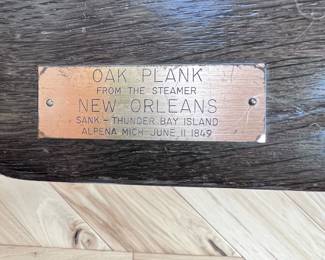 OAK PLANK
FROM THE STEAMER
NEW ORLEANS
SANK - THUNDER BAY ISLAND
ALPENA MICH. JUNE 11 1849